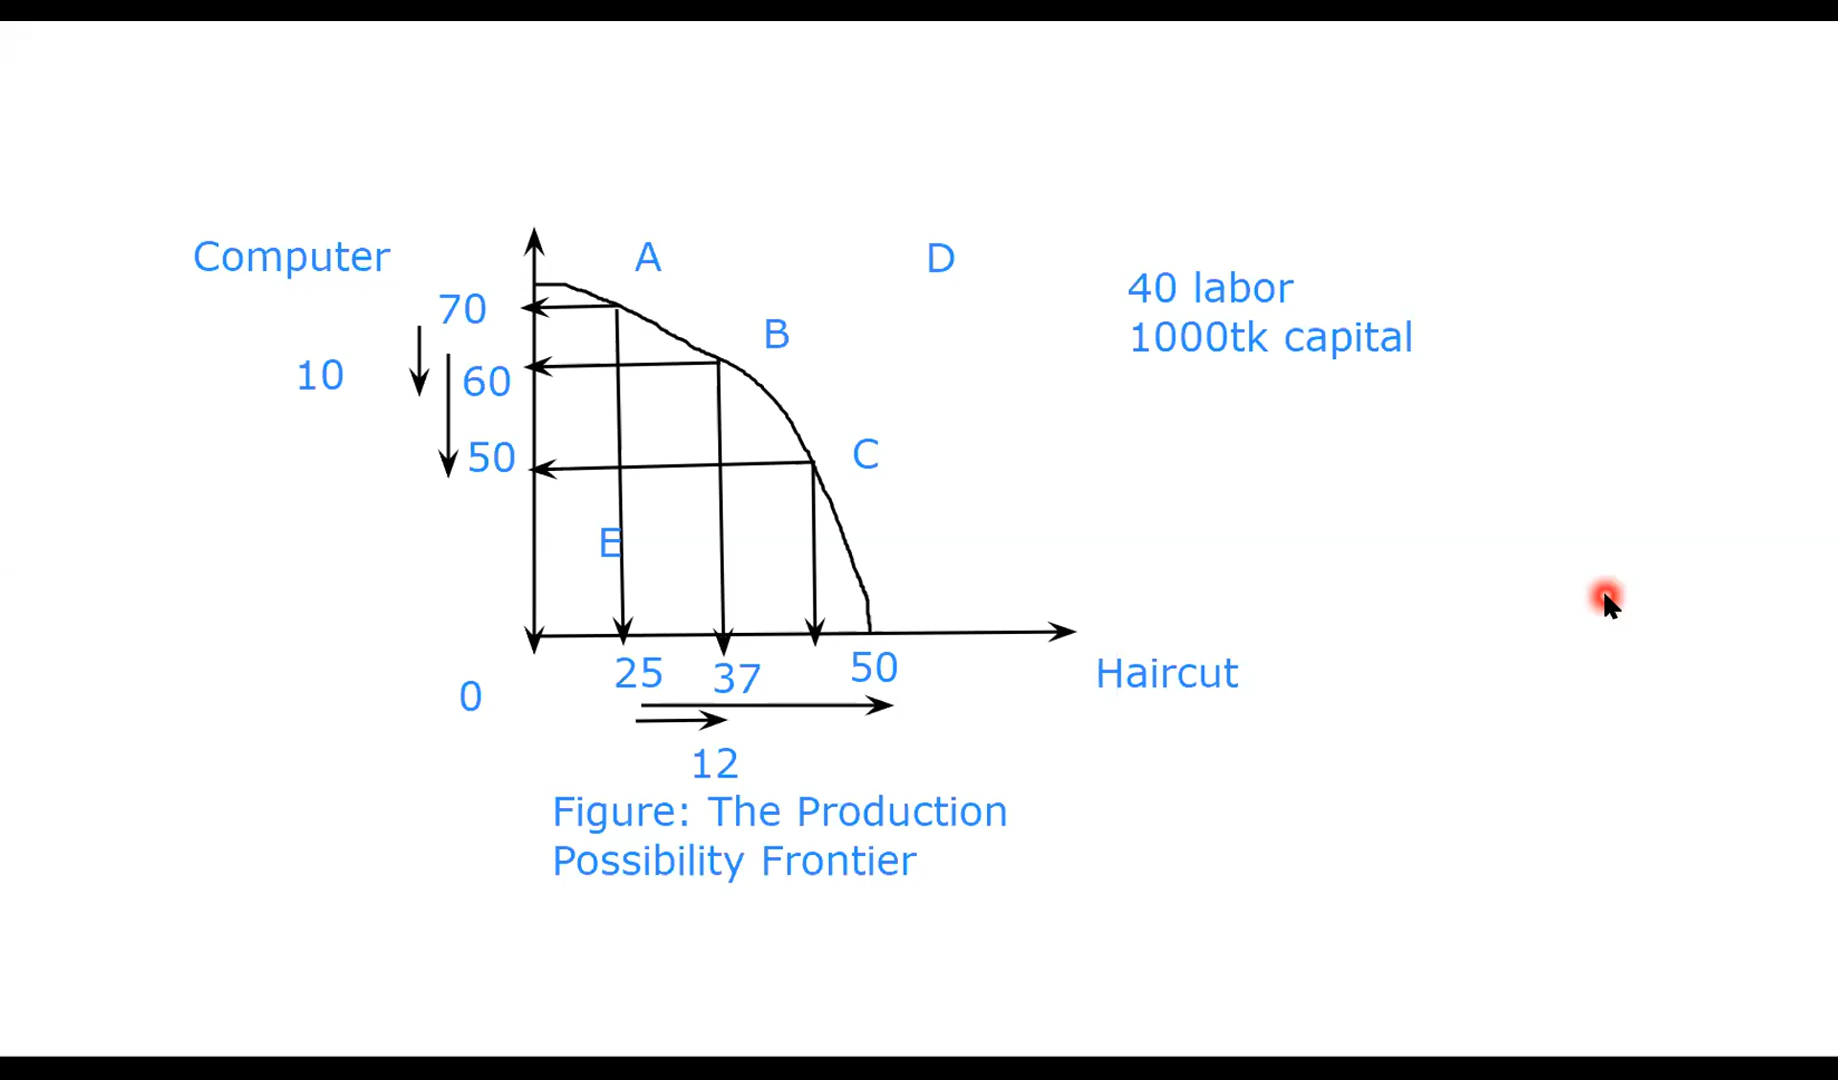 Computer
A
D
40 labor
1000tk capital
70
B
10
60
50
C
E
25
37
50
Haircut
0
12
Figure: The Production
Possibility Frontier